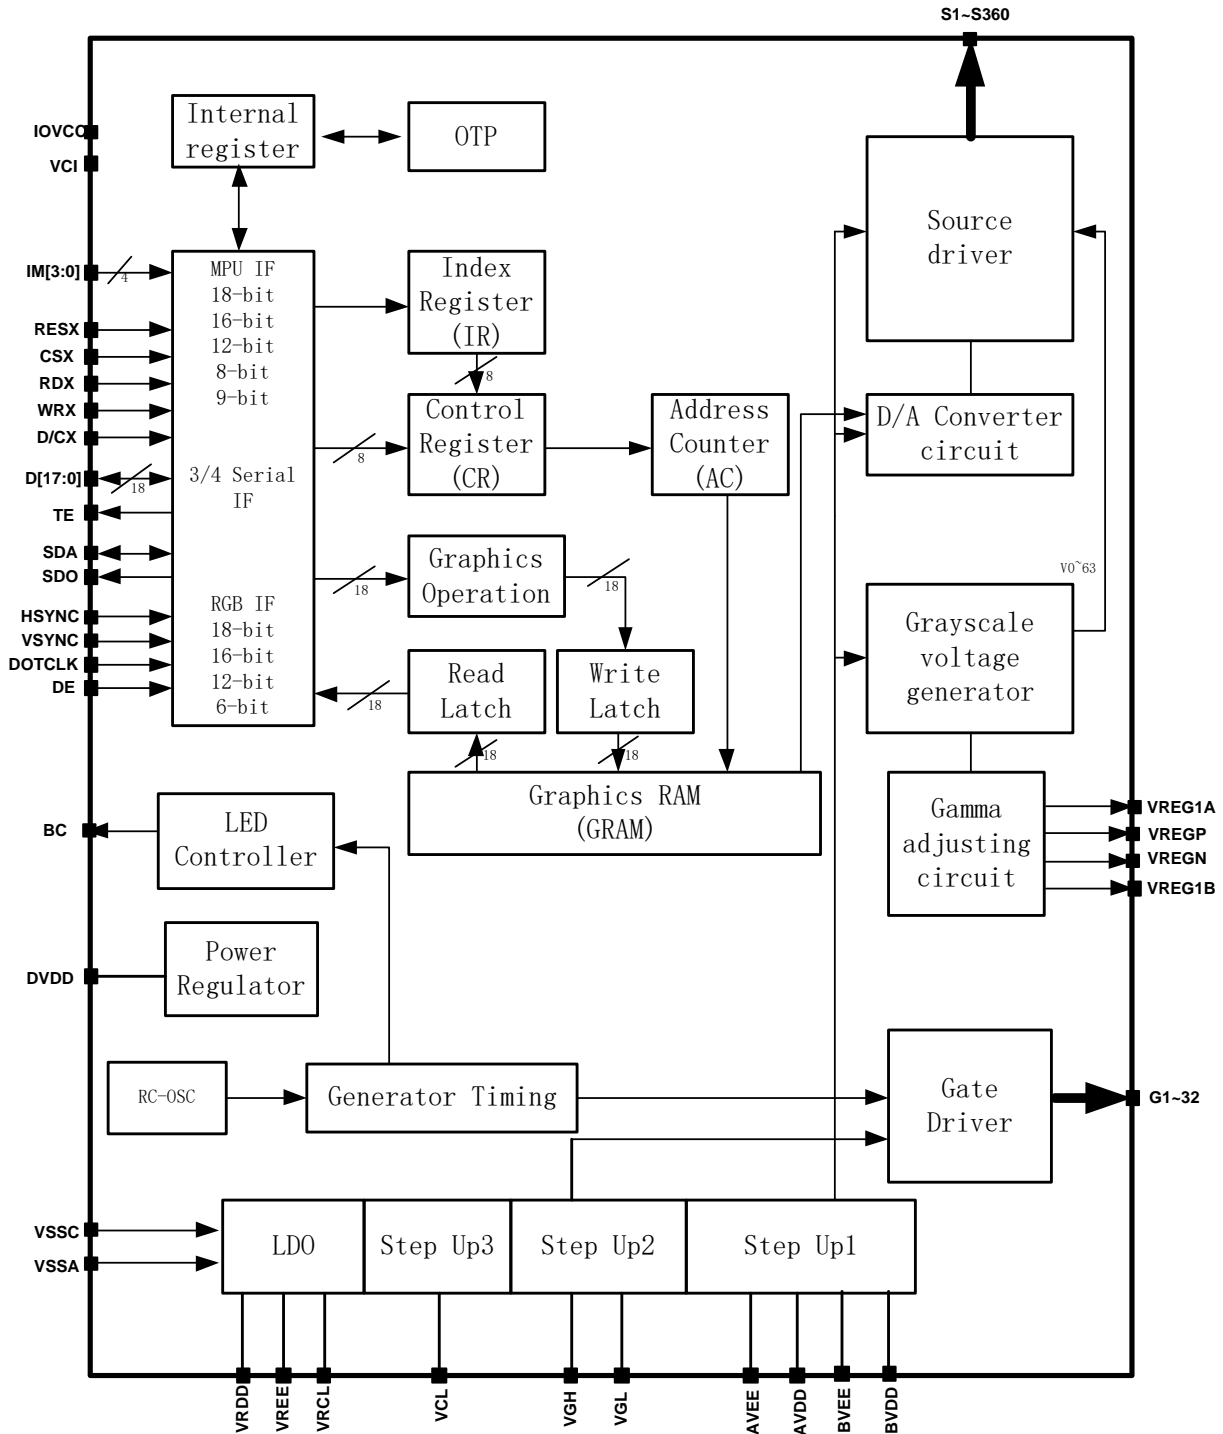 S1~S360
IOVCC
VCI
Internal
register
OTP
IM[3:0]
4
RESX
CSX
RDX
WRX
D/CX
D[17:0]
18
TE
SDA
SDO
HSYNC
VSYNC
DOTCLK
DE
MPU IF
18-bit
16-bit
12-bit
8-bit
9-bit
3/4 Serial
IF
RGB IF
18-bit
16-bit
12-bit
6-bit
Index
Register
(IR)
8
Control
Register
(CR)
8
Address
Counter
(AC)
Graphics
Operation
18
18
Read
Latch
18
Write
Latch
18
18
Graphics RAM
(GRAM)
Source
driver
D/A Converter
circuit
V0~63
Grayscale
voltage
generator
Gamma
adjusting
circuit
VREG1A
VREGP
VREGN
VREG1B
BC
LED
Controller
DVDD
Power
Regulator
RC-OSC
Generator Timing
Gate
Driver
G1~32
VSSC
VSSA
LDO
Step Up3
Step Up2
Step Up1
VRDD
VREE
VRCL
VCL
VGH
VGL
AVEE
AVDD
BVEE
BVDD